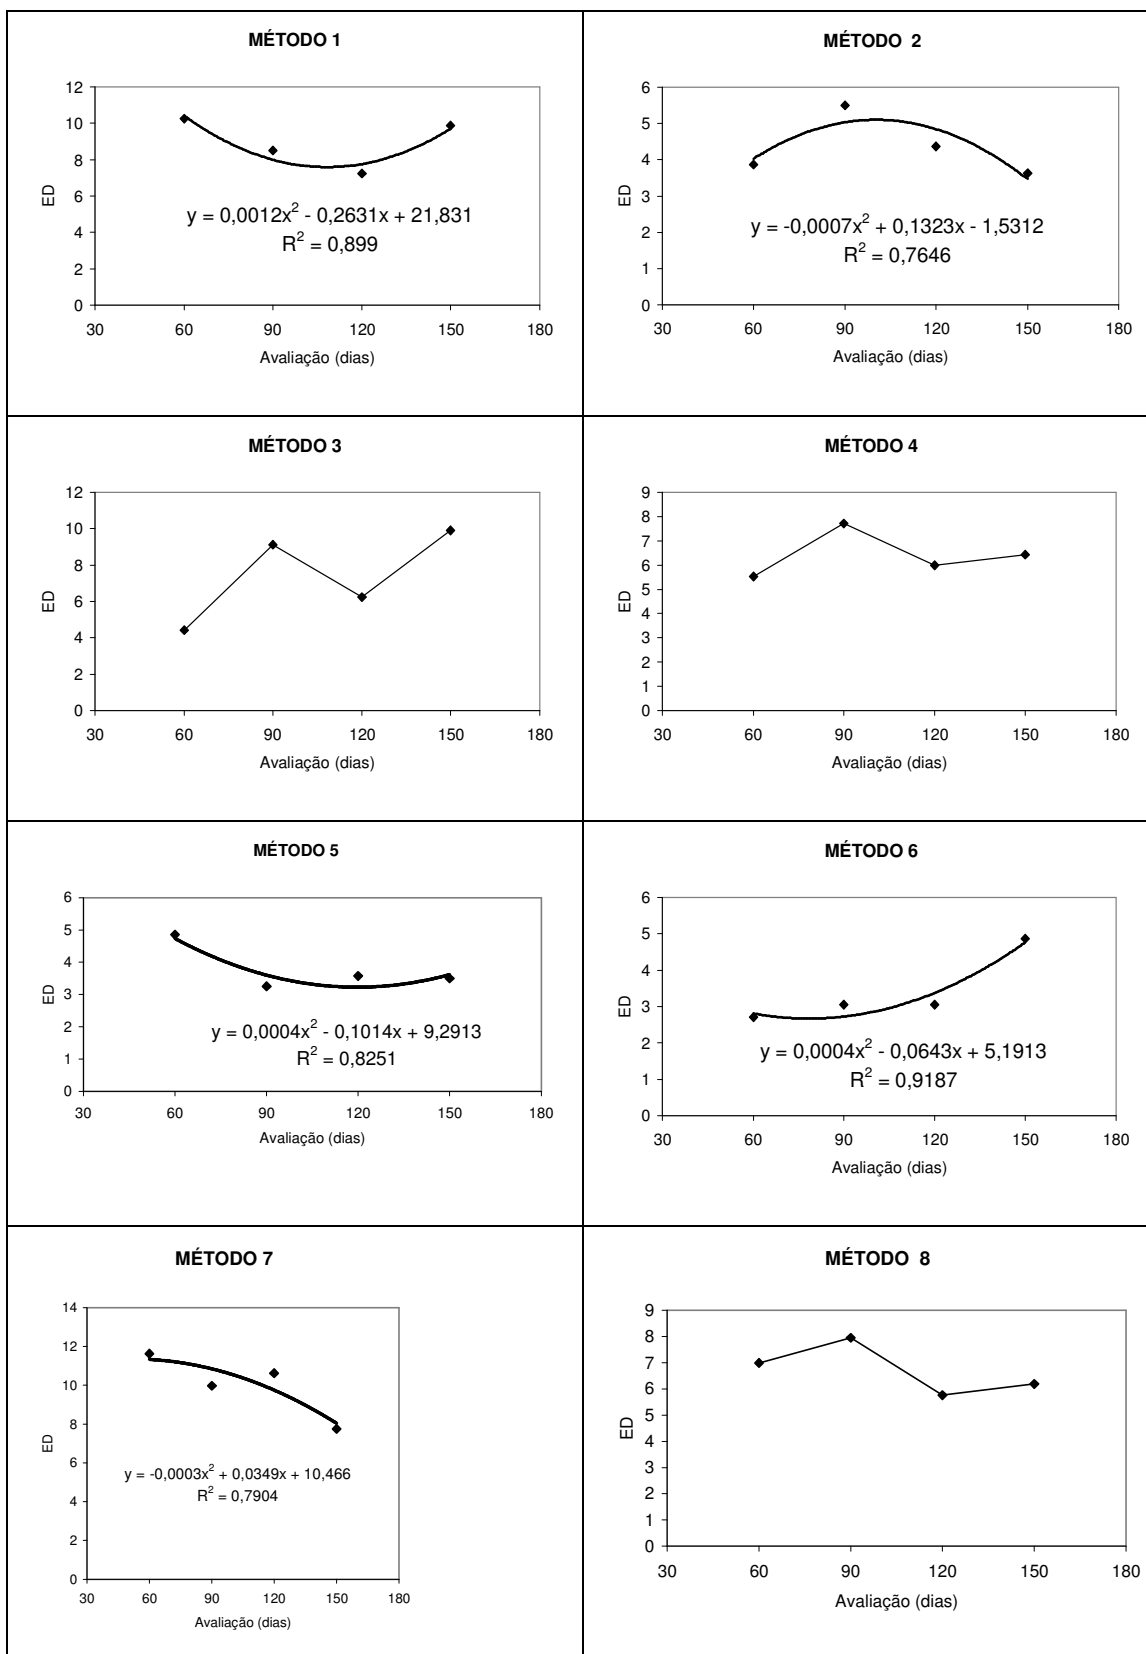 MÉTODO 1
12
10
8
6
4
2
0
ED
y = 0,0012x² - 0,2631x + 21,831
R² = 0,899
30 60 90 120 150 180
Avaliação (dias)
MÉTODO 2
6
5
4
3
2
1
0
ED
y = -0,0007x² + 0,1323x - 1,5312
R² = 0,7646
30 60 90 120 150 180
Avaliação (dias)
MÉTODO 3
12
10
8
6
4
2
0
ED
30 60 90 120 150 180
Avaliação (dias)
MÉTODO 4
9
8
7
6
5
4
3
2
1
0
ED
30 60 90 120 150 180
Avaliação (dias)
MÉTODO 5
6
5
4
3
2
1
0
ED
y = 0,0004x² - 0,1014x + 9,2913
R² = 0,8251
30 60 90 120 150 180
Avaliação (dias)
MÉTODO 6
6
5
4
3
2
1
0
ED
y = 0,0004x² - 0,0643x + 5,1913
R² = 0,9187
30 60 90 120 150 180
Avaliação (dias)
MÉTODO 7
14
12
10
8
6
4
2
0
ED
y = -0,0003x² + 0,0349x + 10,466
R² = 0,7904
30 60 90 120 150 180
Avaliação (dias)
MÉTODO 8
9
8
7
6
5
4
3
2
1
0
ED
30 60 90 120 150 180
Avaliação (dias)